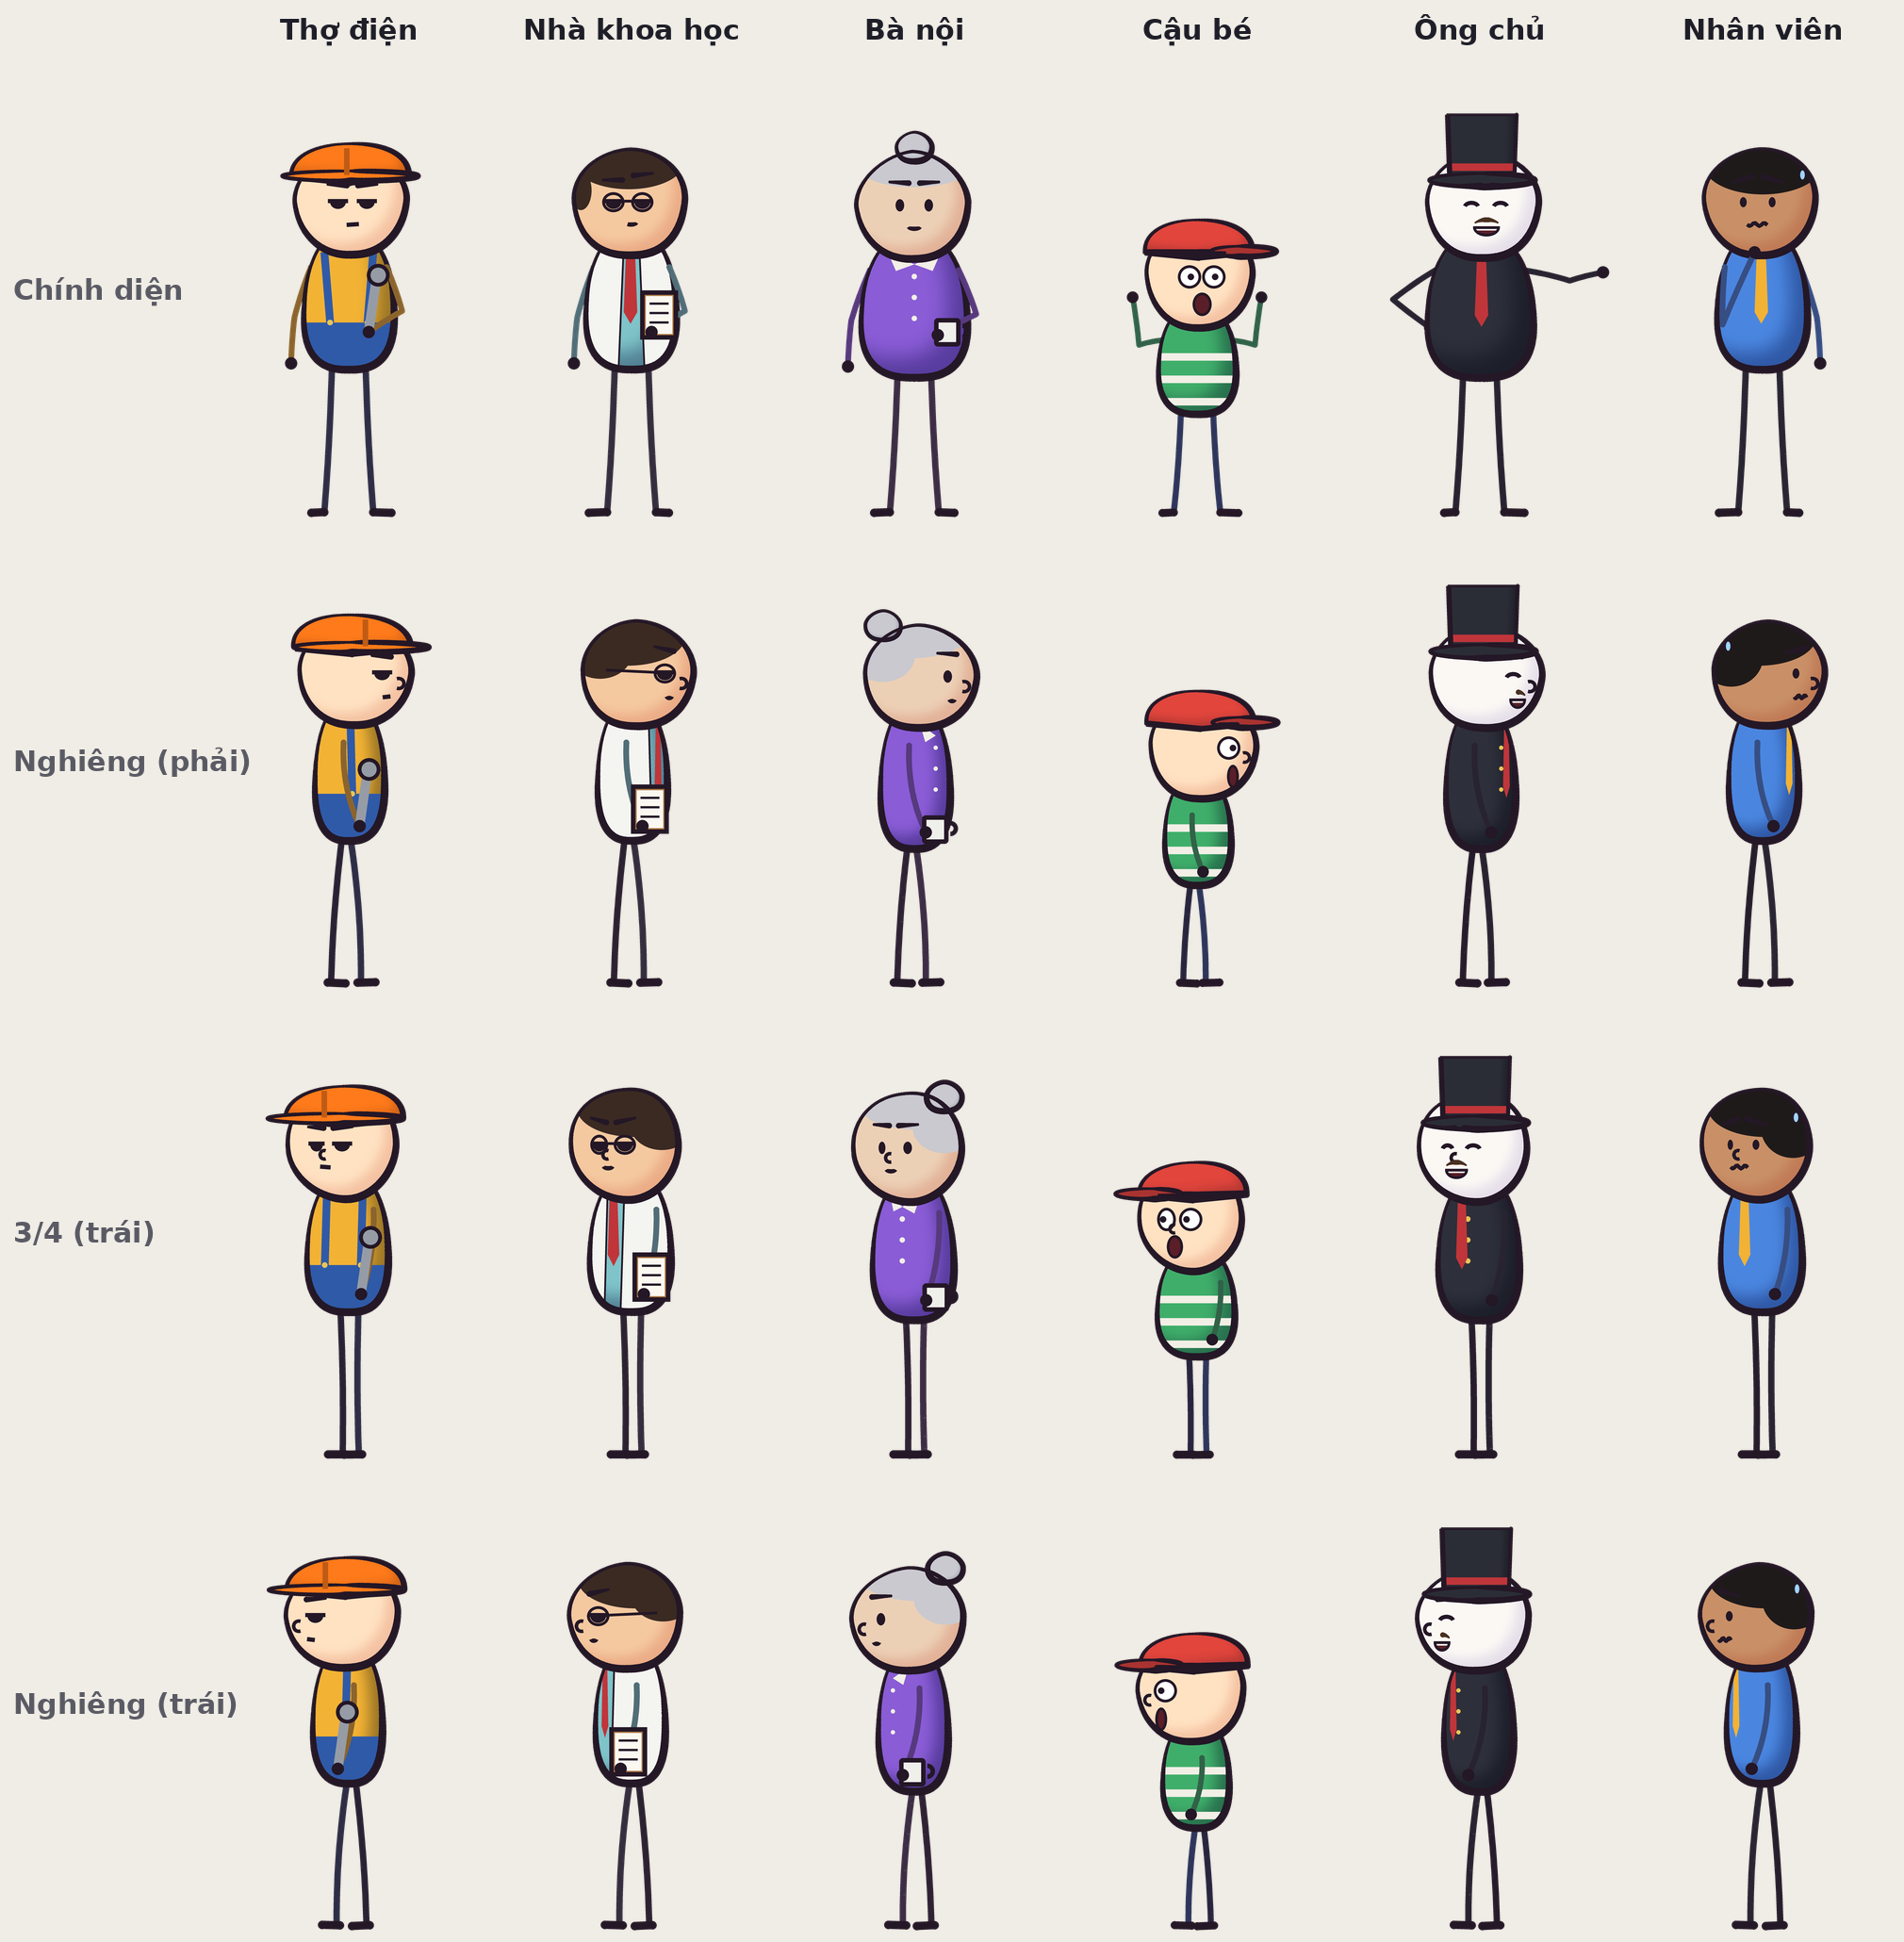 Thợ điện
Nhà khoa học
Bà nội
Cậu bé
Ông chủ
Nhân viên
Chính diện
Nghiêng (phải)
3/4 (trái)
Nghiêng (trái)